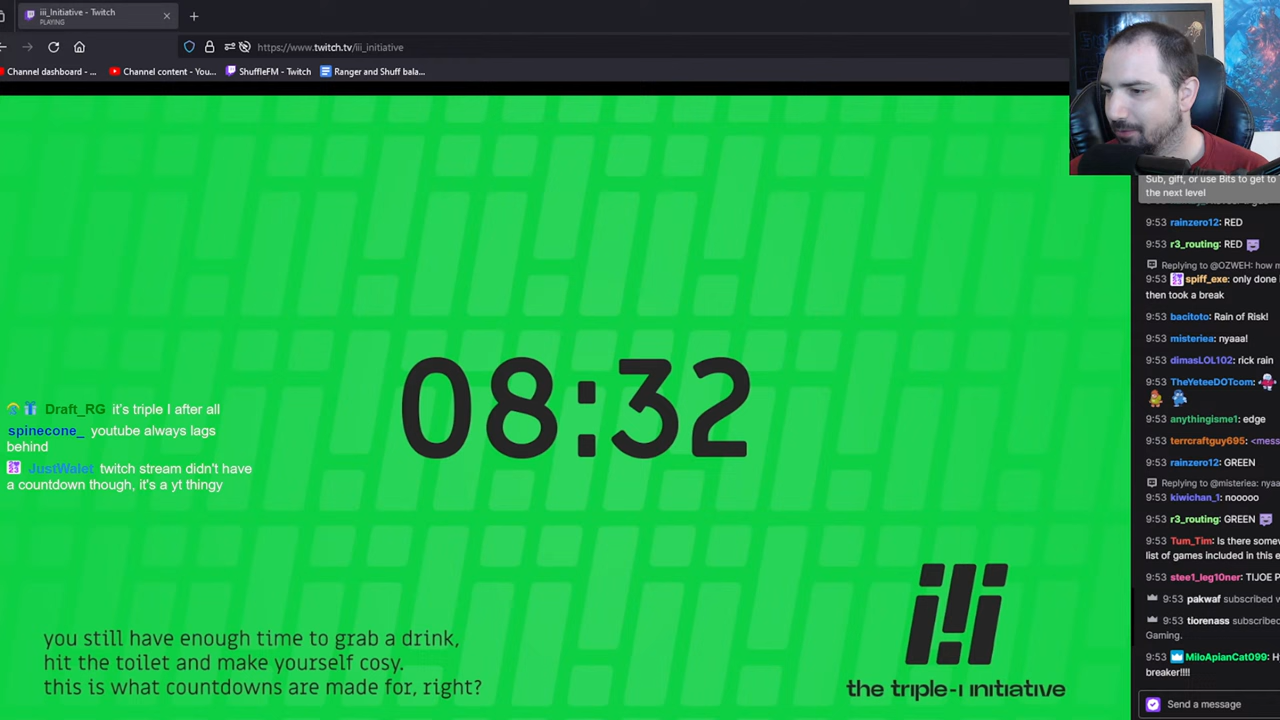 iii_Initiative - Twitch
PLAYING
https://www.twitch.tv/iii_initiative
Channel dashboard - ...
Channel content - You...
ShuffleFM - Twitch
Ranger and Shuff bala...
08:32
you still have enough time to grab a drink,
hit the toilet and make yourself cosy.
this is what countdowns are made for, right?
the triple-i initiative
Draft_RG it's triple I after all
spinecone_ youtube always lags
behind
JustWalet twitch stream didn't have
a countdown though, it's a yt thingy
Sub, gift, or use Bits to get to
the next level
9:53 rainzero12: RED
9:53 r3_routing: RED
Replying to @OZWEH: how m
9:53 spiff_exe: only done
then took a break
9:53 bacitoto: Rain of Risk!
9:53 misteriea: nyaaa!
9:53 dimasLOL102: rick rain
9:53 TheYeteeDOTcom:
9:53 anythingisme1: edge
9:53 terrcraftguy695: <mess
9:53 rainzero12: GREEN
Replying to @misteriea: nyaa
9:53 kiwichan_1: nooooo
9:53 r3_routing: GREEN
9:53 Tum_Tim: Is there somew
list of games included in this e
9:53 stee1_leg10ner: TIJOE P
9:53 pakwaf subscribed w
9:53 tiorenass subscribed
Gaming.
9:53 MiloApianCat099: H
breaker!!!!
Send a message